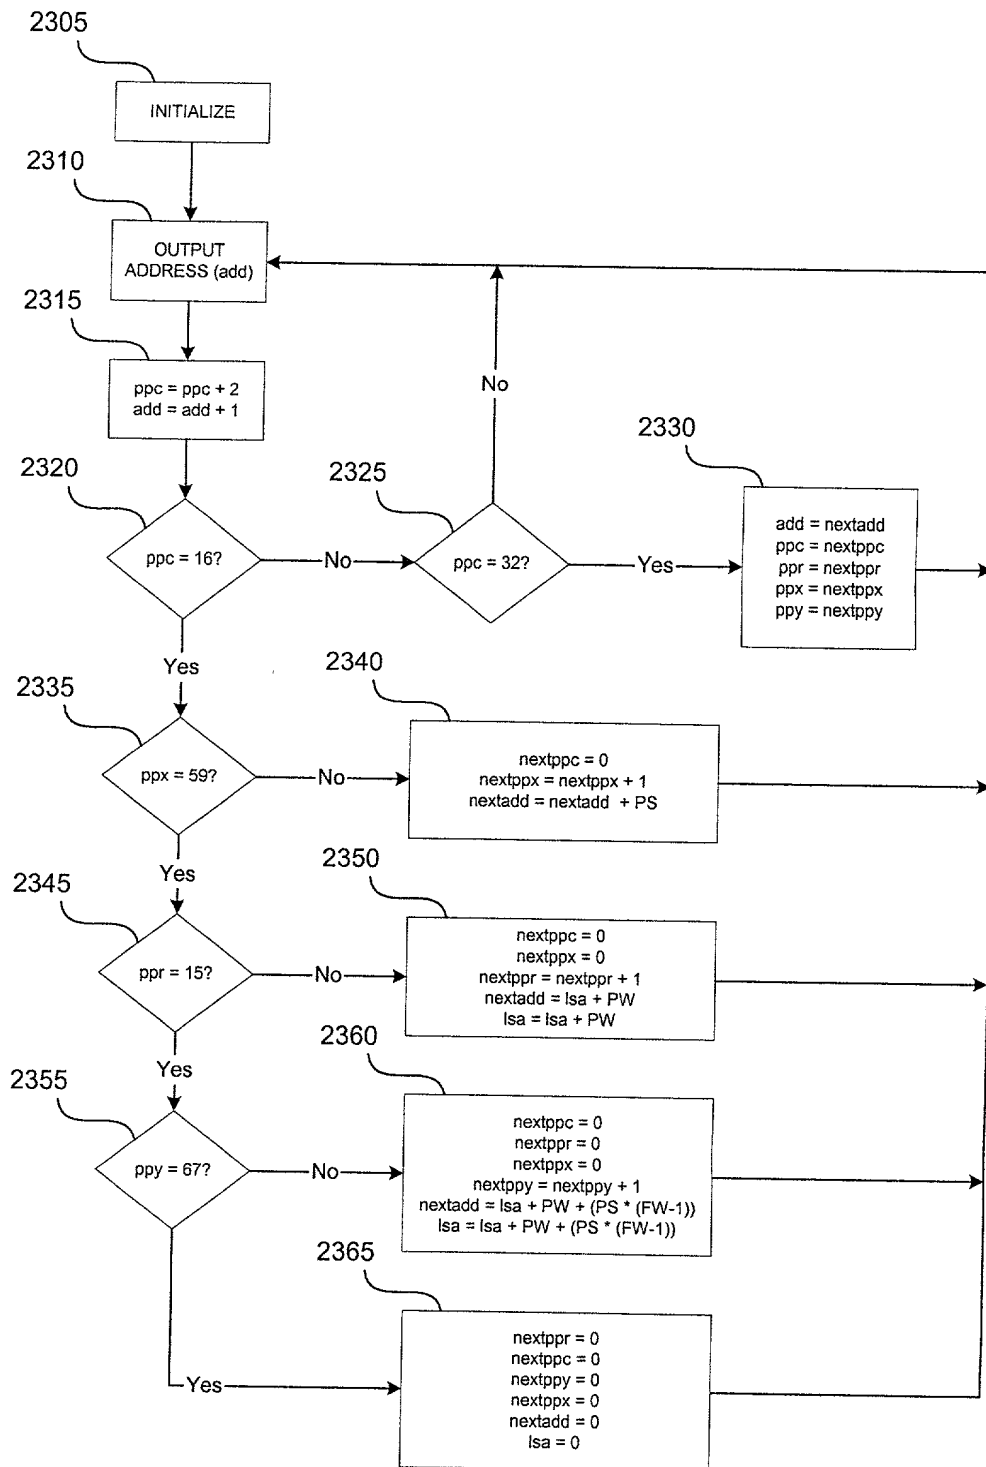 2305
INITIALIZE
2310
OUTPUT
ADDRESS (add)
2315
ppc = ppc + 2
add = add + 1
No
2320
ppc = 16?
No
2325
ppc = 32?
Yes
2330
add = nextadd
ppc = nextppc
ppr = nextppr
ppx = nextppx
ppy = nextppy
Yes
2335
ppx = 59?
No
2340
nextppc = 0
nextppx = nextppx + 1
nextadd = nextadd + PS
Yes
2345
ppr = 15?
No
2350
nextppc = 0
nextppx = 0
nextppr = nextppr + 1
nextadd = lsa + PW
lsa = lsa + PW
Yes
2355
ppy = 67?
No
2360
nextppc = 0
nextppr = 0
nextppx = 0
nextppy = nextppy + 1
nextadd = lsa + PW + (PS * (FW-1))
lsa = lsa + PW + (PS * (FW-1))
Yes
2365
nextppr = 0
nextppc = 0
nextppy = 0
nextppx = 0
nextadd = 0
lsa = 0